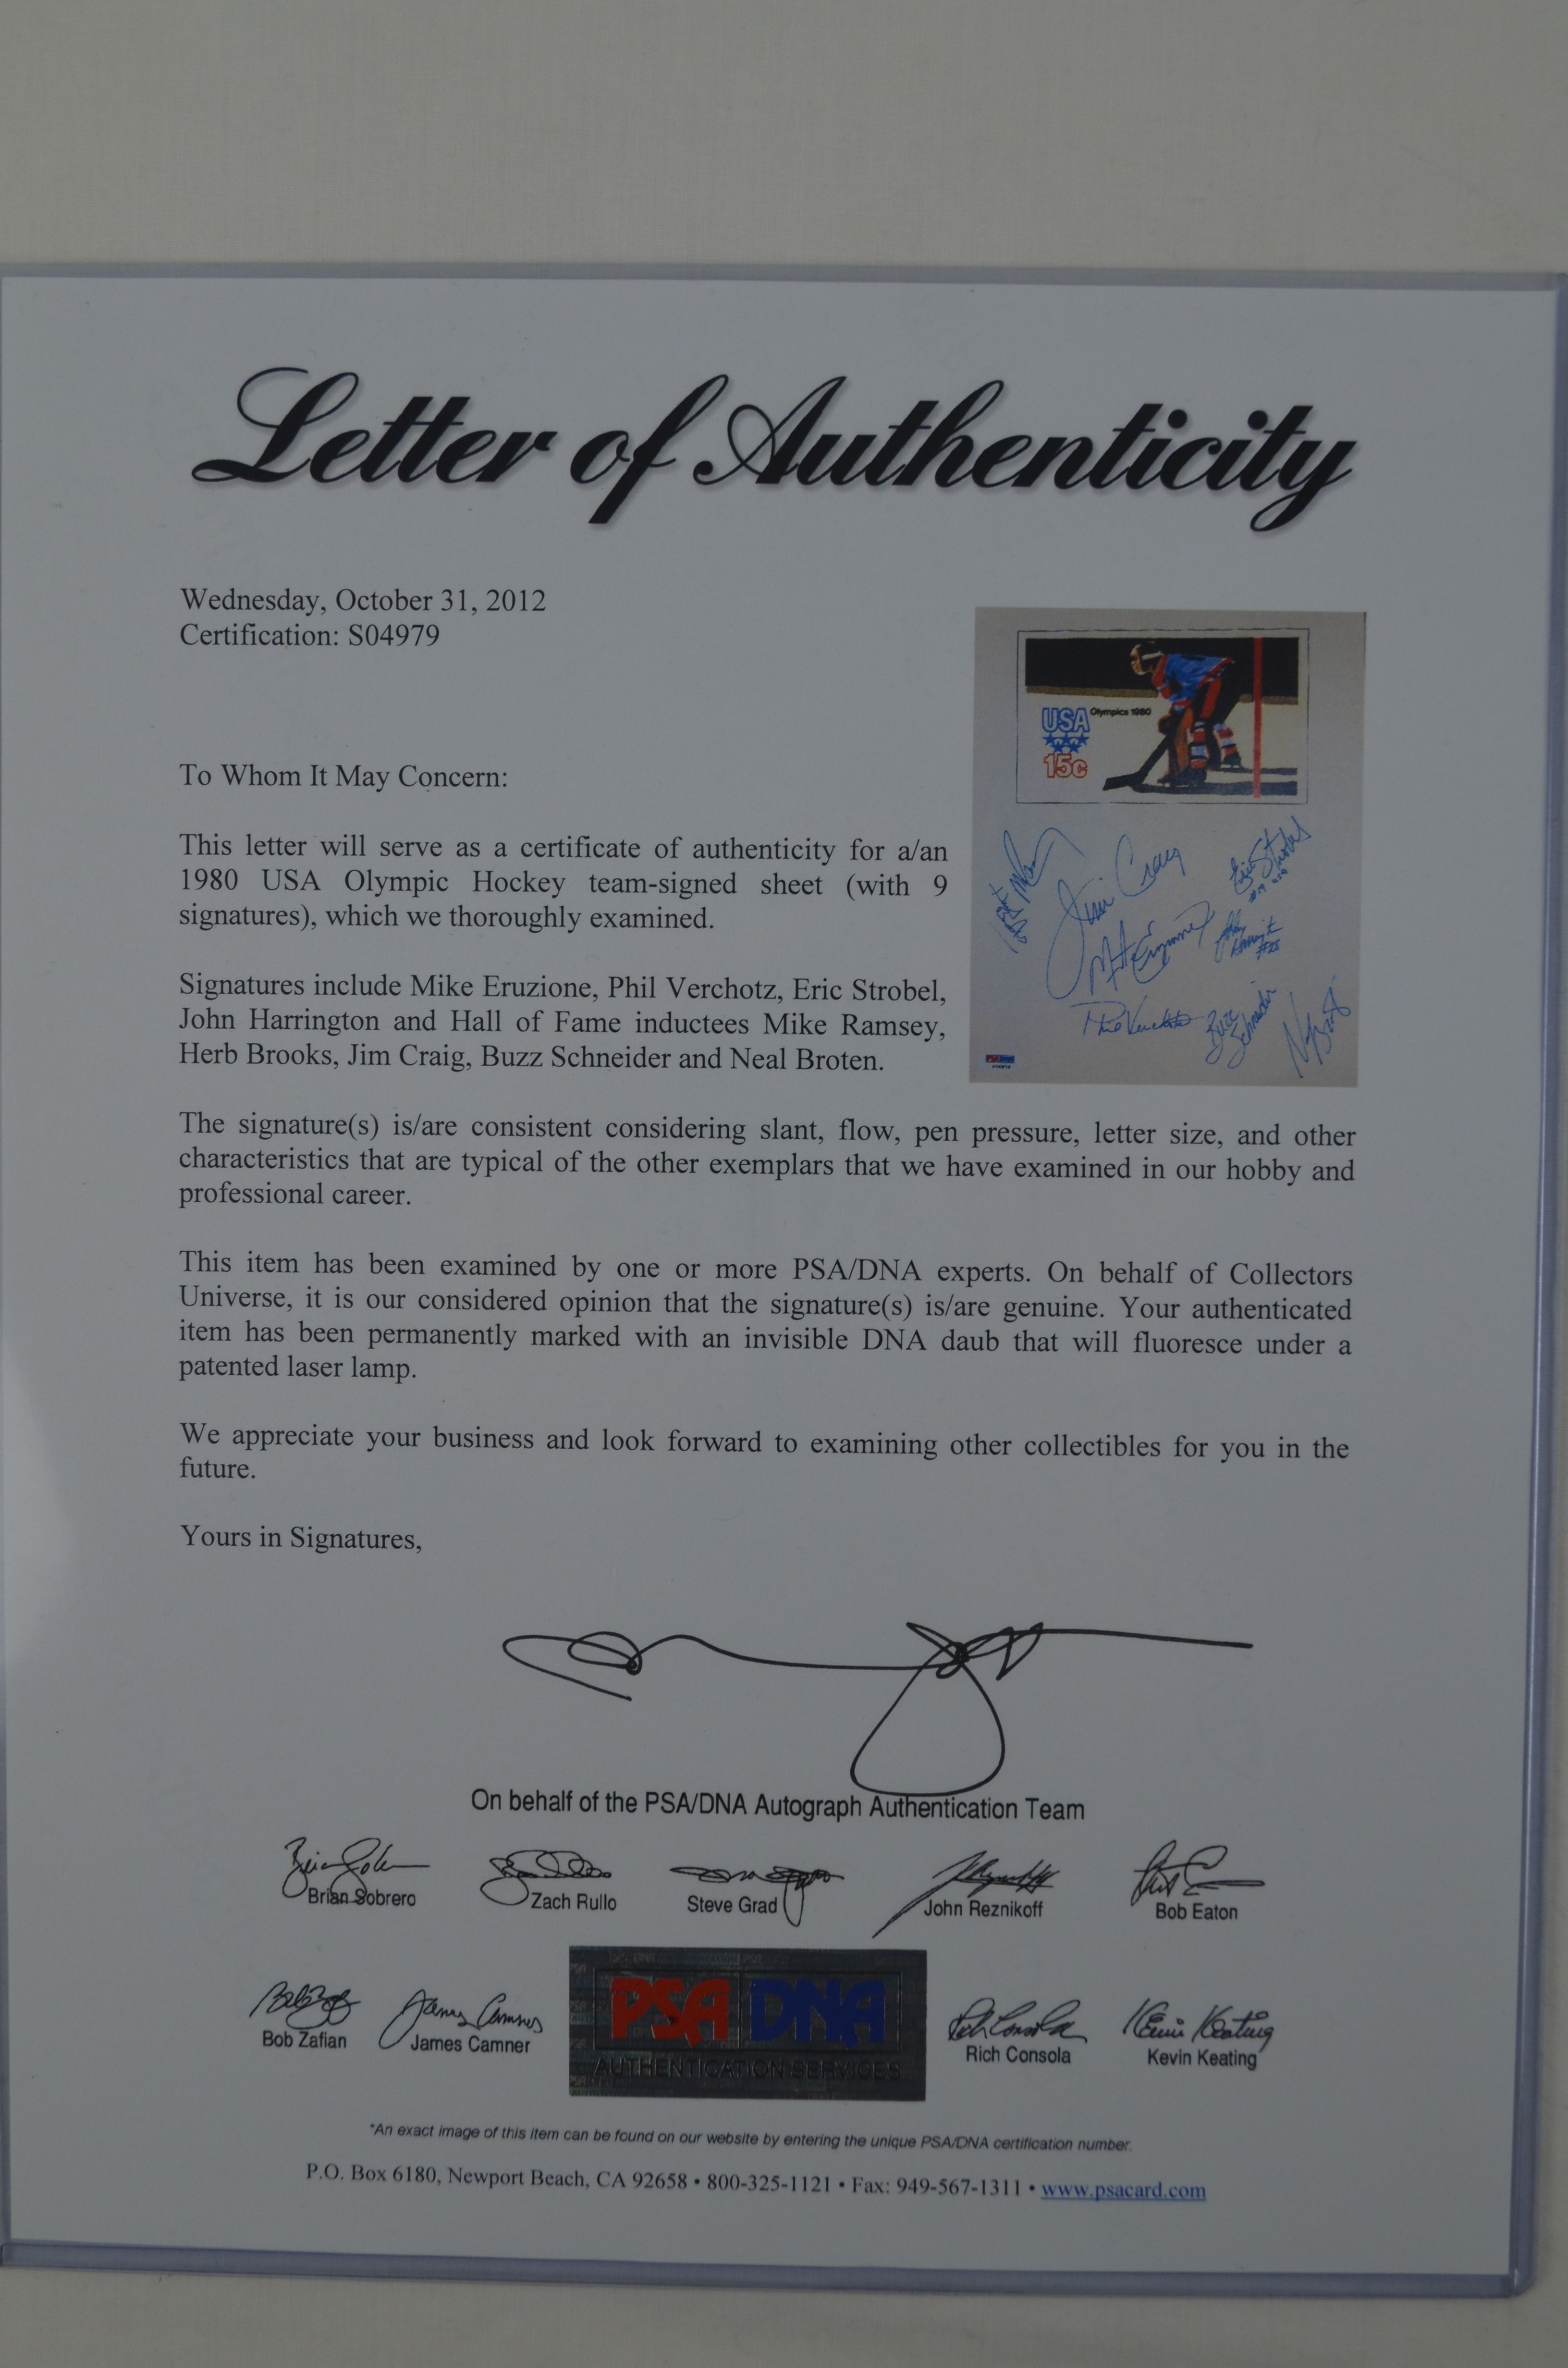 Letter of Authenticity
Wednesday, October 31, 2012
Certification: S04979
USA
Olympics 1980
15c
To Whom It May Concern:
This letter will serve as a certificate of authenticity for a/an
1980 USA Olympic Hockey team-signed sheet (with 9
signatures), which we thoroughly examined.
Jim Craig
Eric Strobel
Signatures include Mike Eruzione, Phil Verchotz, Eric Strobel,
John Harrington and Hall of Fame inductees Mike Ramsey,
Herb Brooks, Jim Craig, Buzz Schneider and Neal Broten.
Buzz
Schneider
The signature(s) is/are consistent considering slant, flow, pen pressure, letter size, and other
characteristics that are typical of the other exemplars that we have examined in our hobby and
professional career.
This item has been examined by one or more PSA/DNA experts. On behalf of Collectors
Universe, it is our considered opinion that the signature(s) is/are genuine. Your authenticated
item has been permanently marked with an invisible DNA daub that will fluoresce under a
patented laser lamp.
We appreciate your business and look forward to examining other collectibles for you in the
future.
Yours in Signatures,
On behalf of the PSA/DNA Autograph Authentication Team
Brian Sobrero
Zach Rullo
Steve Grad
John Reznikoff
Bob Eaton
James Camner
Kevin Keating
Bob Zafian
James Camner
PSA DNA
AUTHENTICATION SERVICES
Rich Consola
Kevin Keating
*An exact image of this item can be found on our website by entering the unique PSA/DNA certification number.
P.O. Box 6180, Newport Beach, CA 92658 • 800-325-1121 • Fax: 949-567-1311 • www.psacard.com